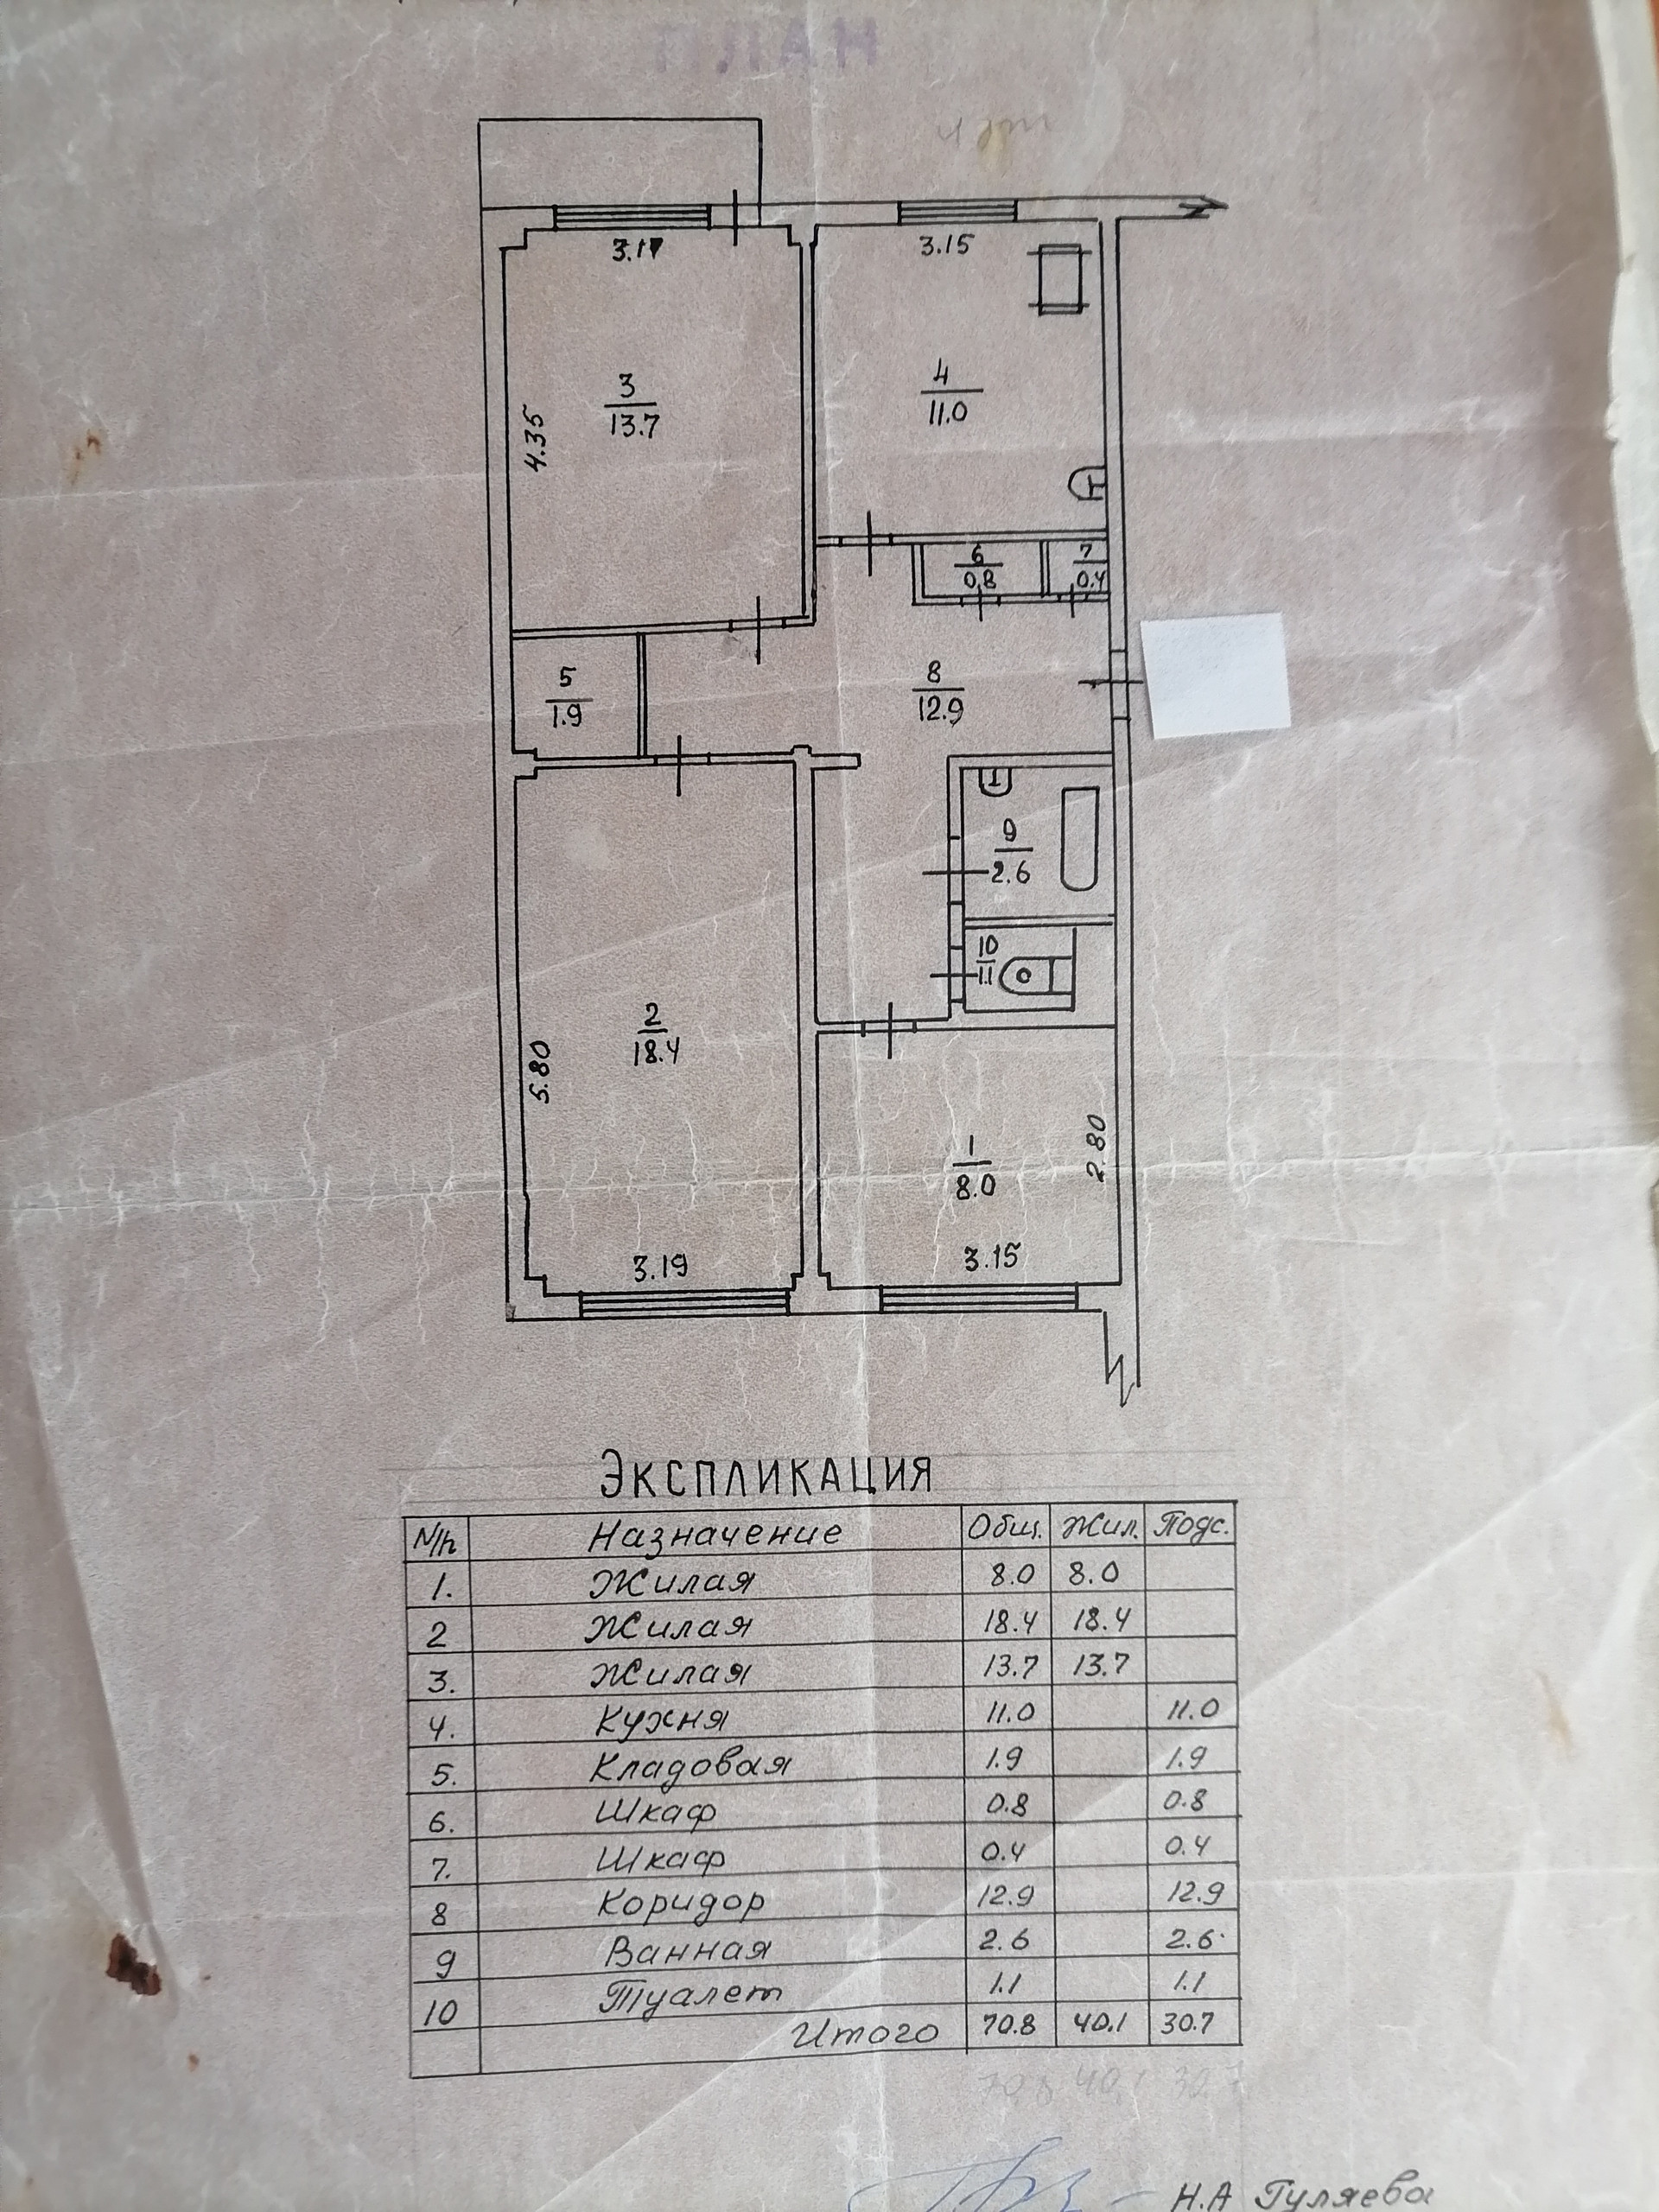 ПЛАН
3.17
3.15
3
13.7
4
11.0
4.35
6
0.8
7
0.4
5
1.9
8
12.9
9
2.6
10
1.1
2
18.4
5.80
1
8.0
2.80
3.19
3.15
Экспликация
N/п Назначение Общ. Жил. Подс.
1. Жилая 8.0 8.0
2 Жилая 18.4 18.4
3. Жилая 13.7 13.7
4. Кухня 11.0 11.0
5. Кладовая 1.9 1.9
6. Шкаф 0.8 0.8
7. Шкаф 0.4 0.4
8 Коридор 12.9 12.9
9 Ванная 2.6 2.6
10 Туалет 1.1 1.1
Итого 70.8 40.1 30.7
70.8 40.1 30.7
Н.А Гуляева